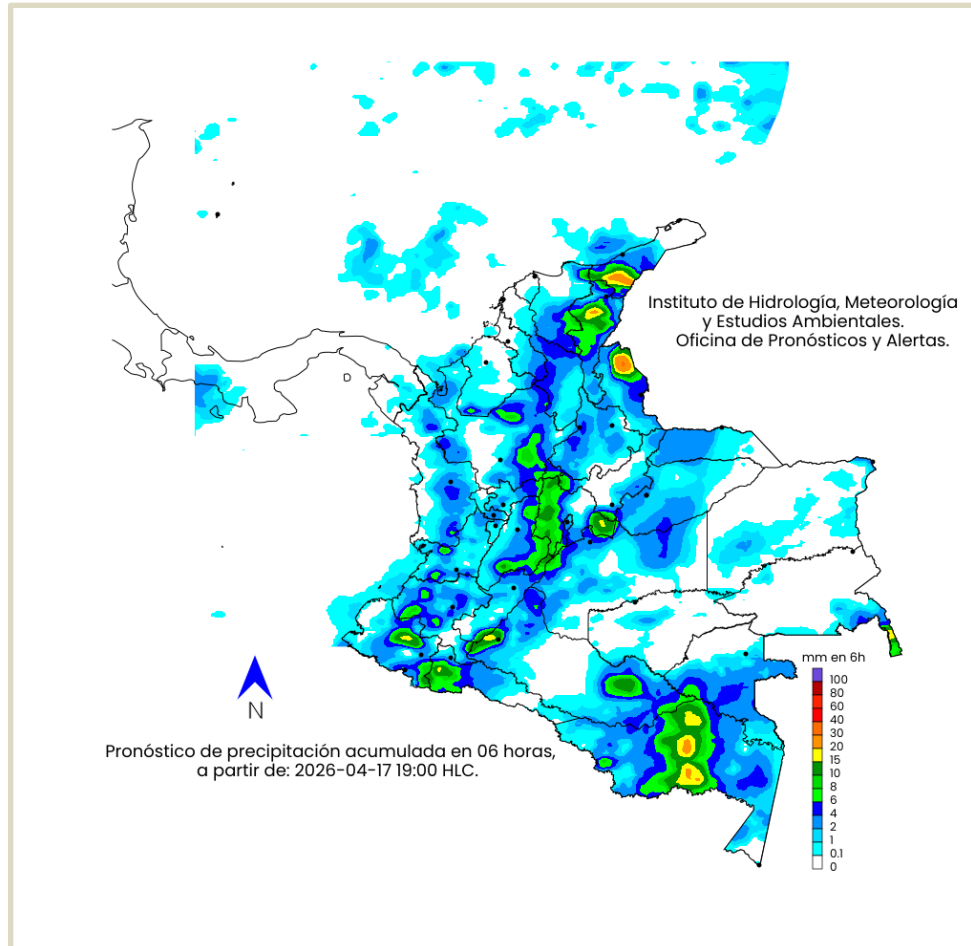 Instituto de Hidrología, Meteorología
y Estudios Ambientales.
Oficina de Pronósticos y Alertas.
mm en 6h
100
80
60
40
30
20
15
10
8
6
4
2
1
0.1
0
N
Pronóstico de precipitación acumulada en 06 horas,
a partir de: 2026-04-17 19:00 HLC.